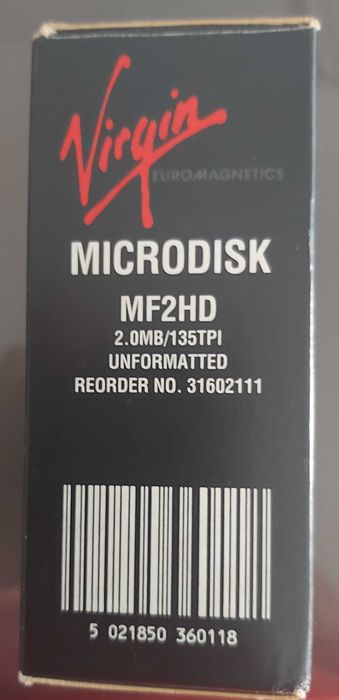 Virgin
EUROMAGNETICS
MICRODISK
MF2HD
2.0MB/135TPI
UNFORMATTED
REORDER NO. 31602111
5 021850 360118